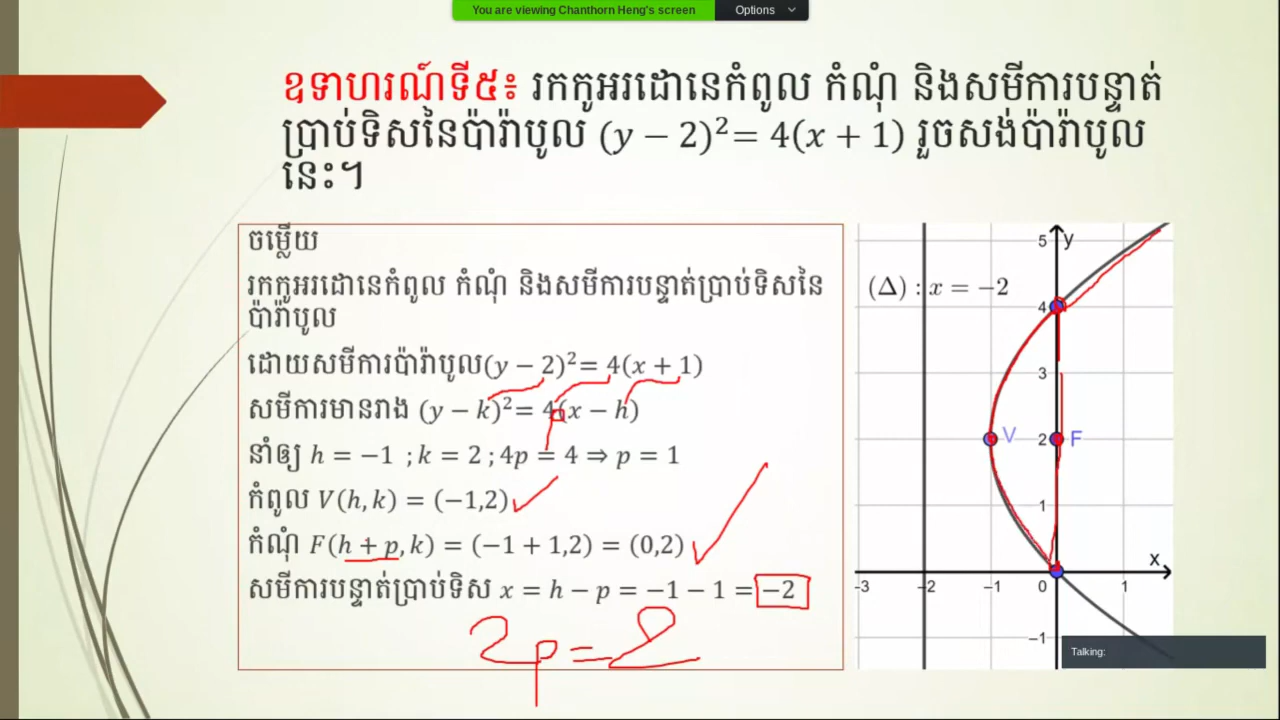 You are viewing Chanthorn Heng's screen
Options
ឧទាហរណ៍ទី៥៖ រកកូអរដោនេកំពូល កំណុំ និងសមីការបន្ទាត់
ប្រាប់ទិសនៃប៉ារ៉ាបូល (y − 2)²= 4(x + 1) រួចសង់ប៉ារ៉ាបូល
នេះ។
ចម្លើយ
រកកូអរដោនេកំពូល កំណុំ និងសមីការបន្ទាត់ប្រាប់ទិសនៃ
ប៉ារ៉ាបូល
ដោយសមីការប៉ារ៉ាបូល(y − 2)²= 4(x + 1)
សមីការមានរាង (y − k)²= 4p(x − h)
នាំឲ្យ h = −1 ; k = 2 ; 4p = 4 ⇒ p = 1
កំពូល V(h, k) = (−1,2)
កំណុំ F(h + p, k) = (−1 + 1,2) = (0,2)
សមីការបន្ទាត់ប្រាប់ទិស x = h − p = −1 − 1 = −2
2p = 2
(Δ) : x = −2
5 y
4
3
V 2 F
1
x
−3 −2 −1 0 1
−1
Talking: